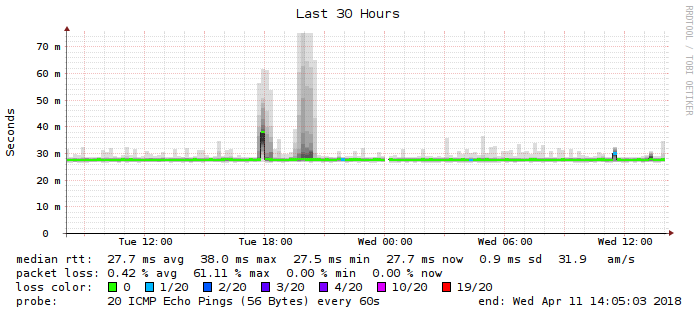 Last 30 Hours
RRDTOOL / TOBI OETIKER
Seconds
70 m
60 m
50 m
40 m
30 m
20 m
10 m
0
Tue 12:00 Tue 18:00 Wed 00:00 Wed 06:00 Wed 12:00
median rtt: 27.7 ms avg 38.0 ms max 27.5 ms min 27.7 ms now 0.9 ms sd 31.9 am/s
packet loss: 0.42 % avg 61.11 % max 0.00 % min 0.00 % now
loss color: 0 1/20 2/20 3/20 4/20 10/20 19/20
probe: 20 ICMP Echo Pings (56 Bytes) every 60s end: Wed Apr 11 14:05:03 2018